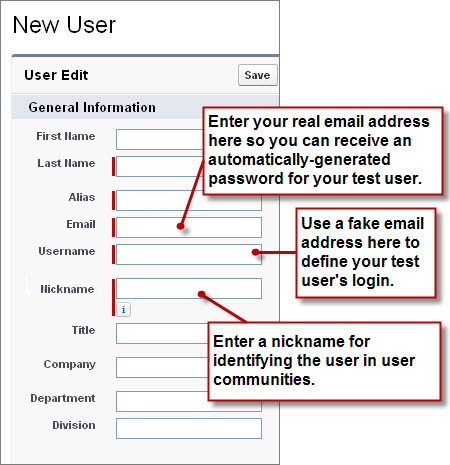 New User
User Edit
Save
General Information
First Name
Enter your real email address
here so you can receive an
automatically-generated
password for your test user.
Last Name
Alias
Email
Username
Use a fake email
address here to
define your test
user's login.
Nickname
i
Enter a nickname for
identifying the user in user
communities.
Title
Company
Department
Division